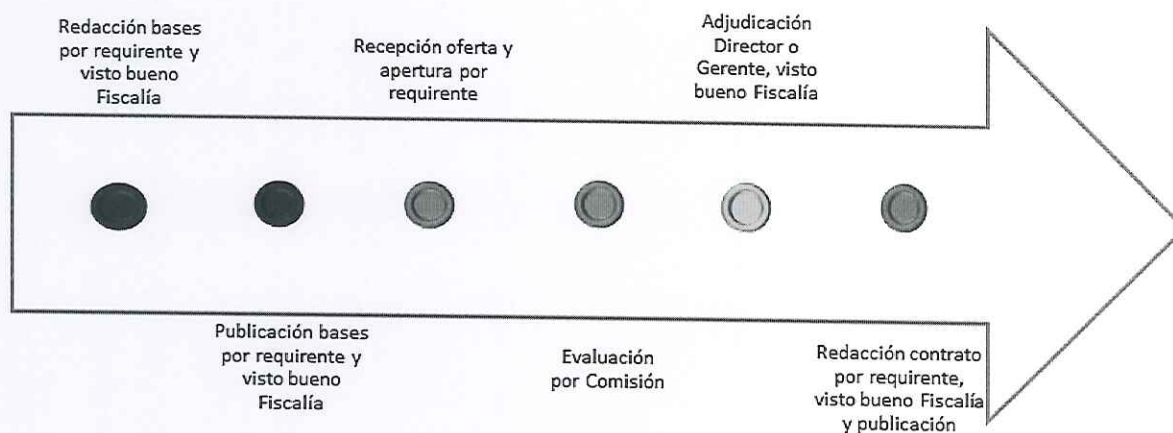 Redacción bases
por requirente y
visto bueno
Fiscalía
Publicación bases
por requirente y
visto bueno
Fiscalía
Recepción oferta y
apertura por
requirente
Evaluación
por Comisión
Adjudicación
Director o
Gerente, visto
bueno Fiscalía
Redacción contrato
por requirente,
visto bueno Fiscalía
y publicación